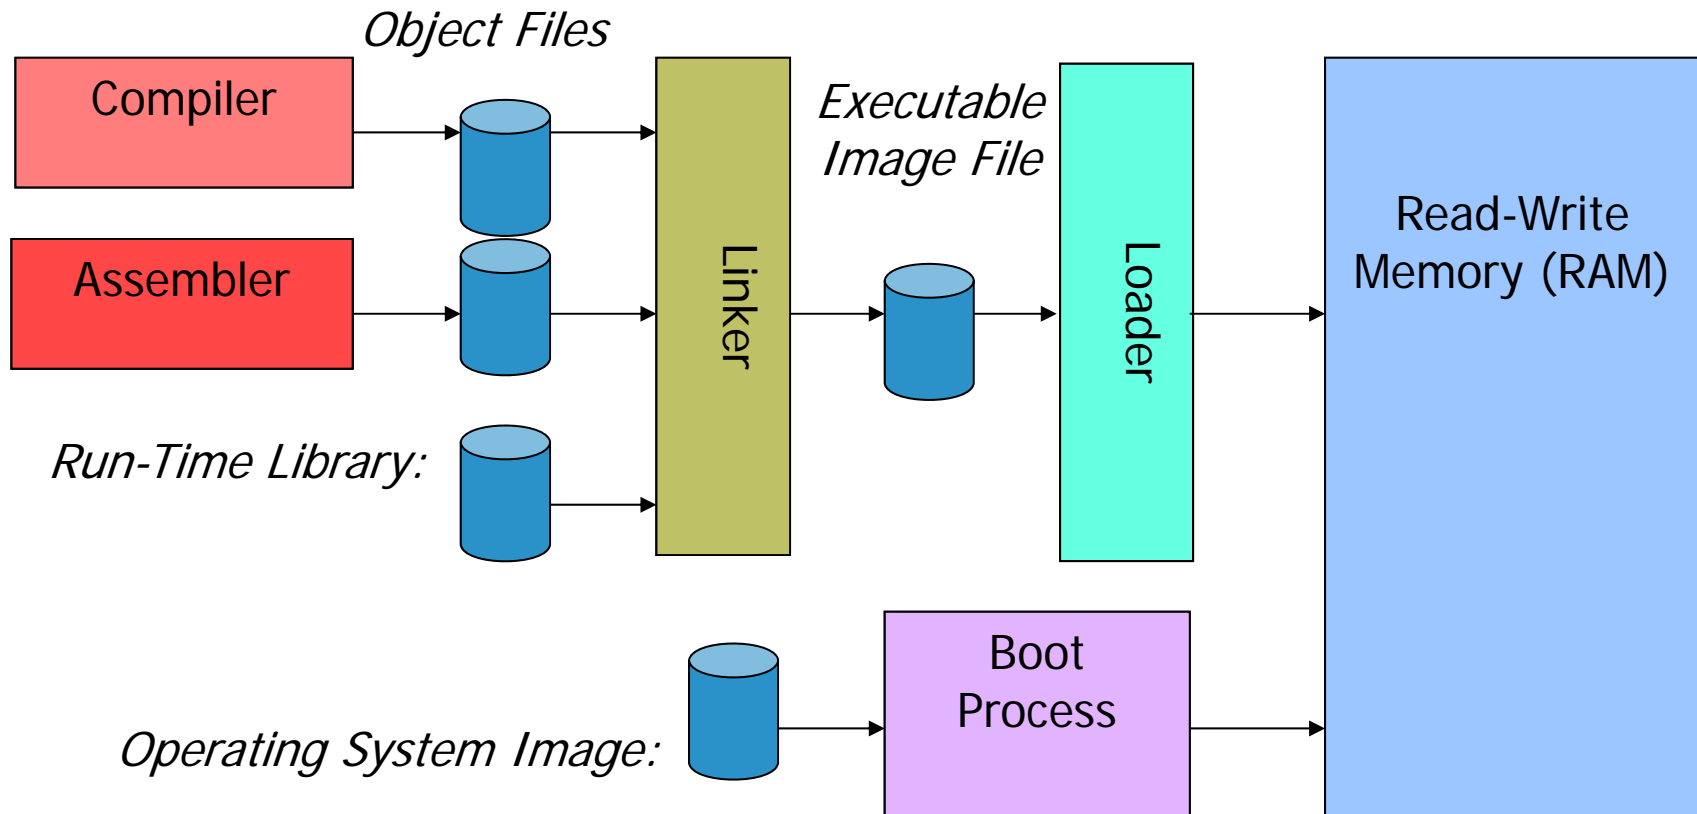 Object Files
Compiler
Executable
Image File
Read-Write
Memory (RAM)
Assembler
Linker
Loader
Run-Time Library:
Boot
Process
Operating System Image: